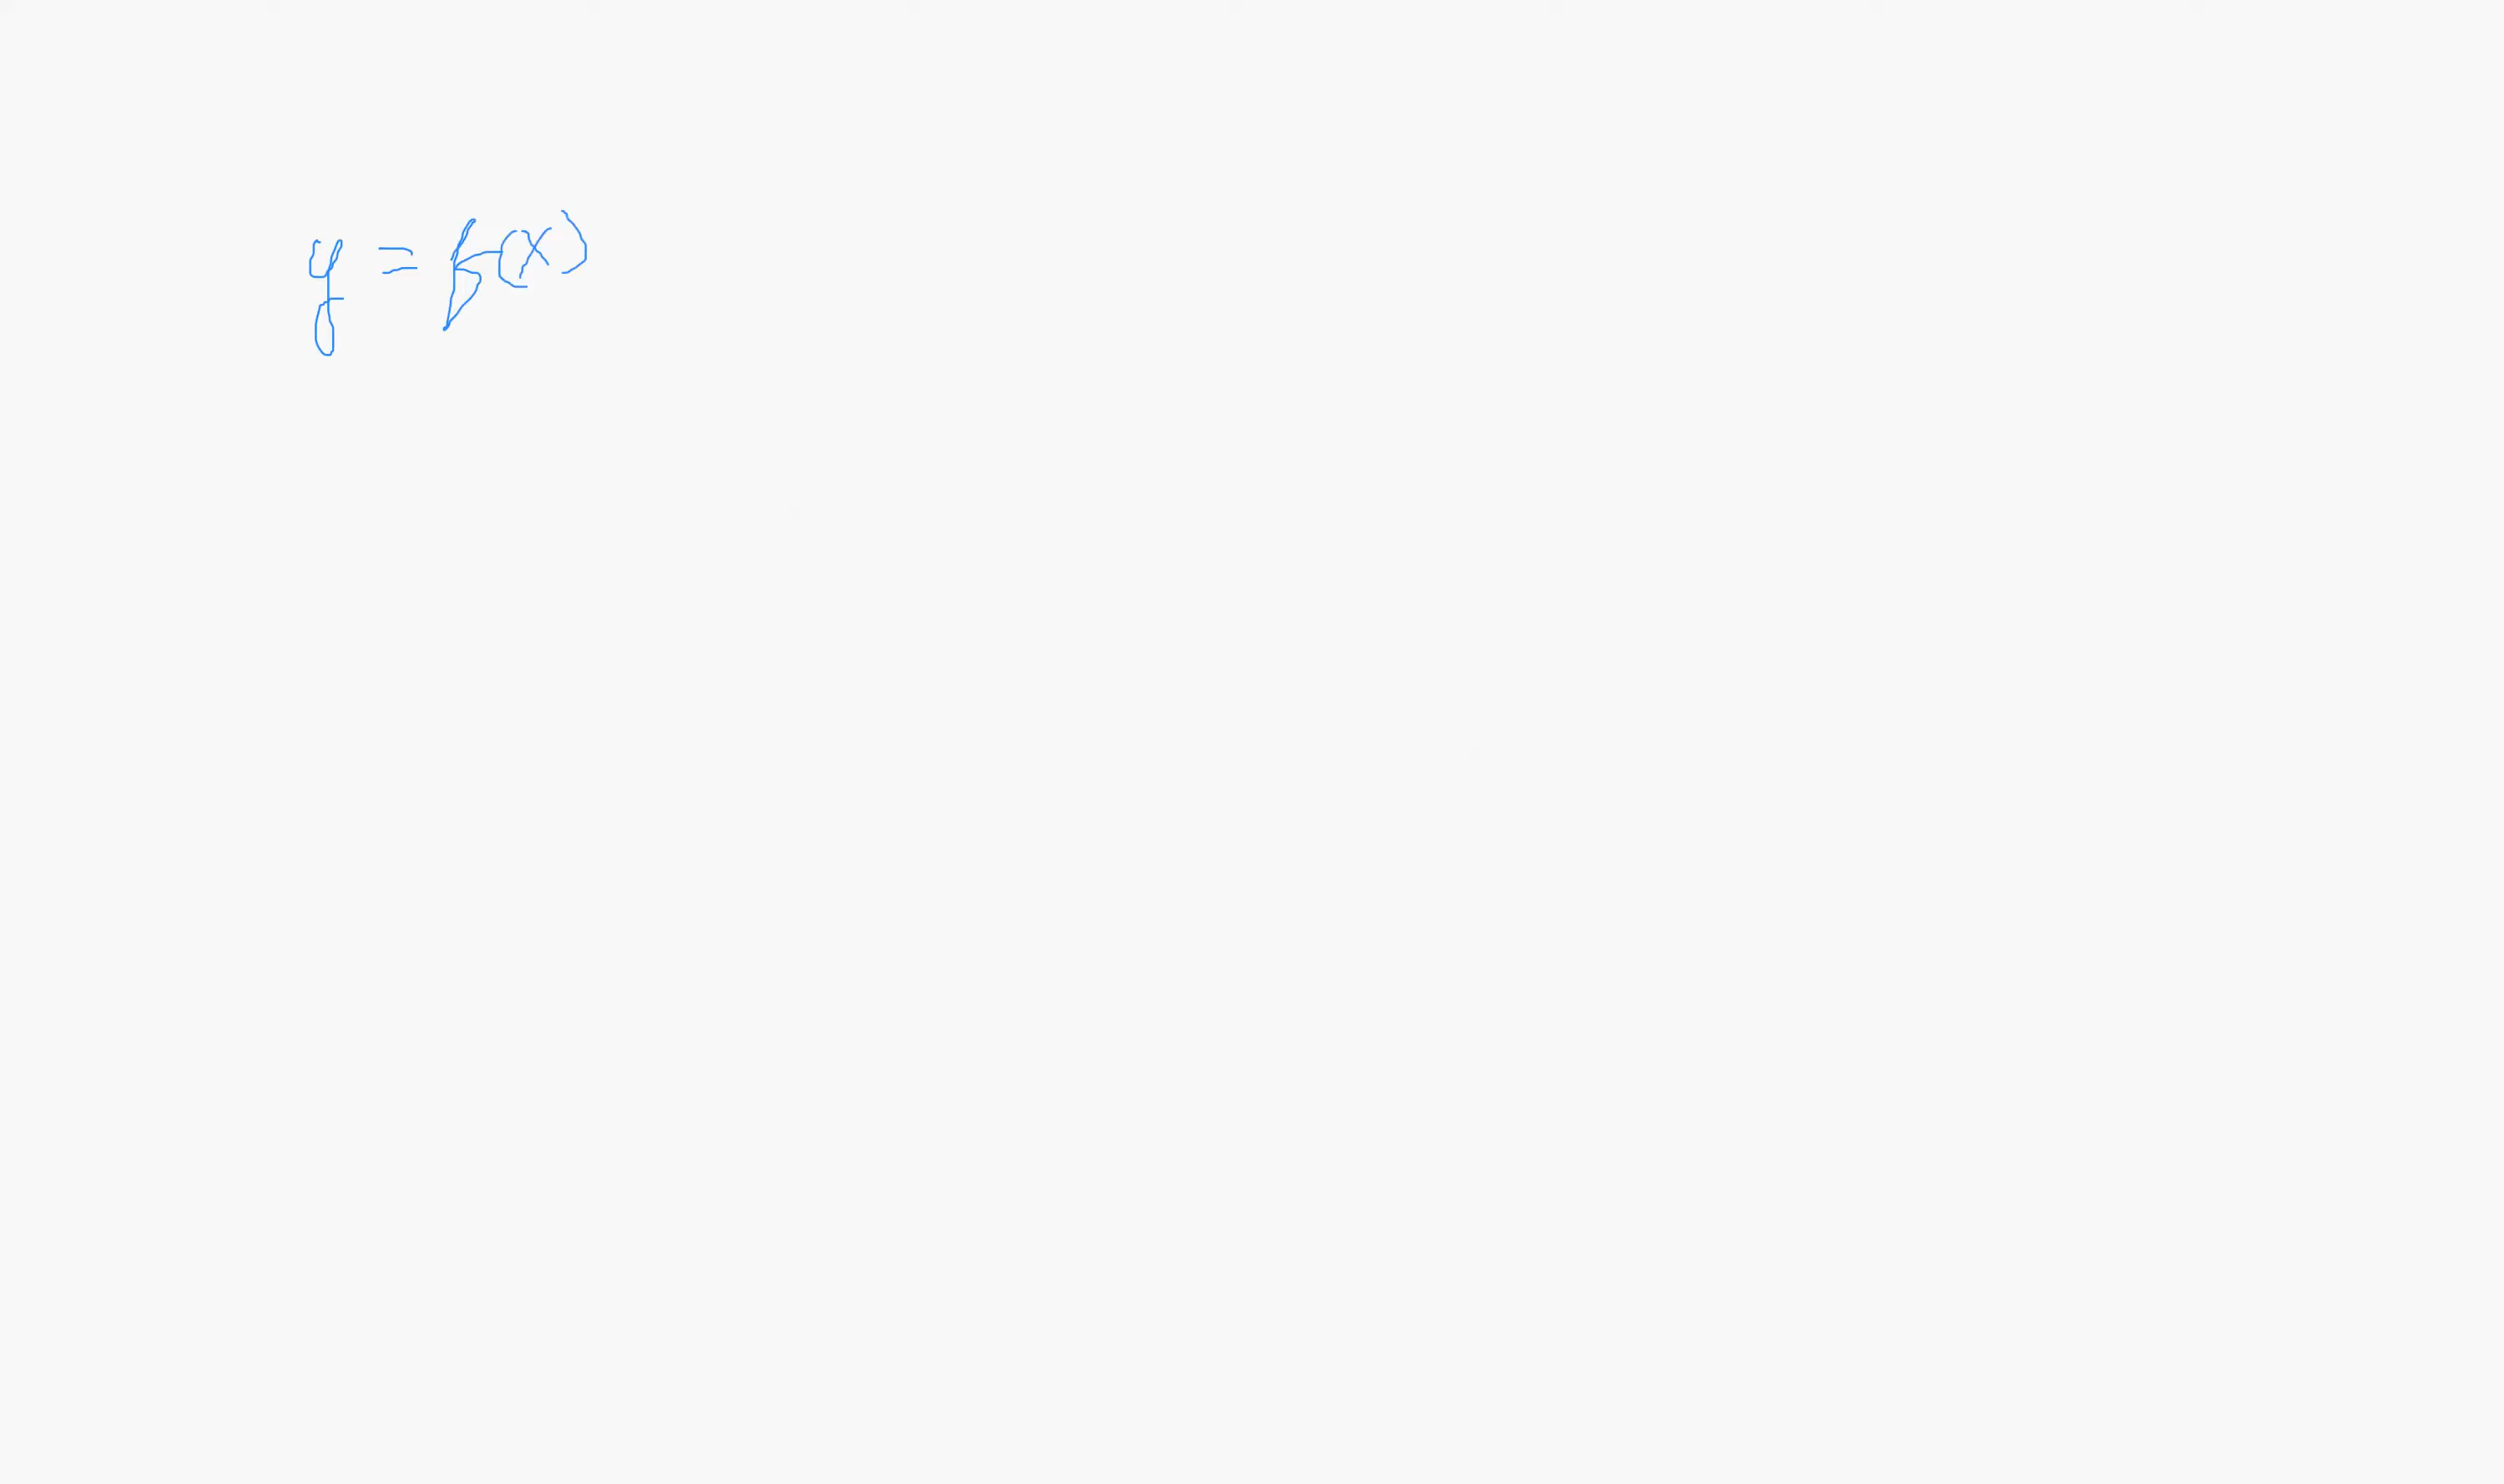 y = f(x)